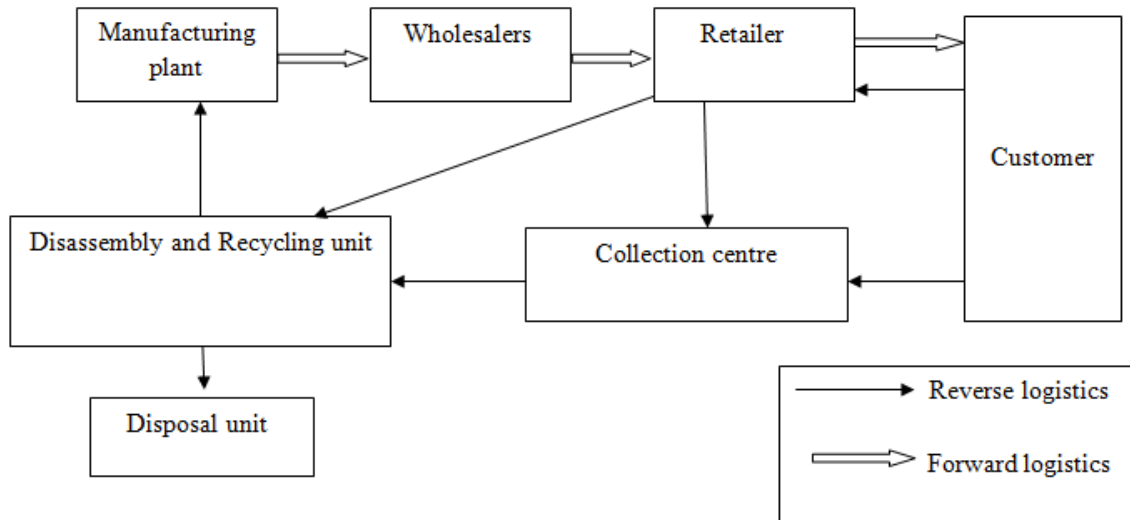 Manufacturing
plant
Wholesalers
Retailer
Customer
Disassembly and Recycling unit
Collection centre
Disposal unit
Reverse logistics
Forward logistics